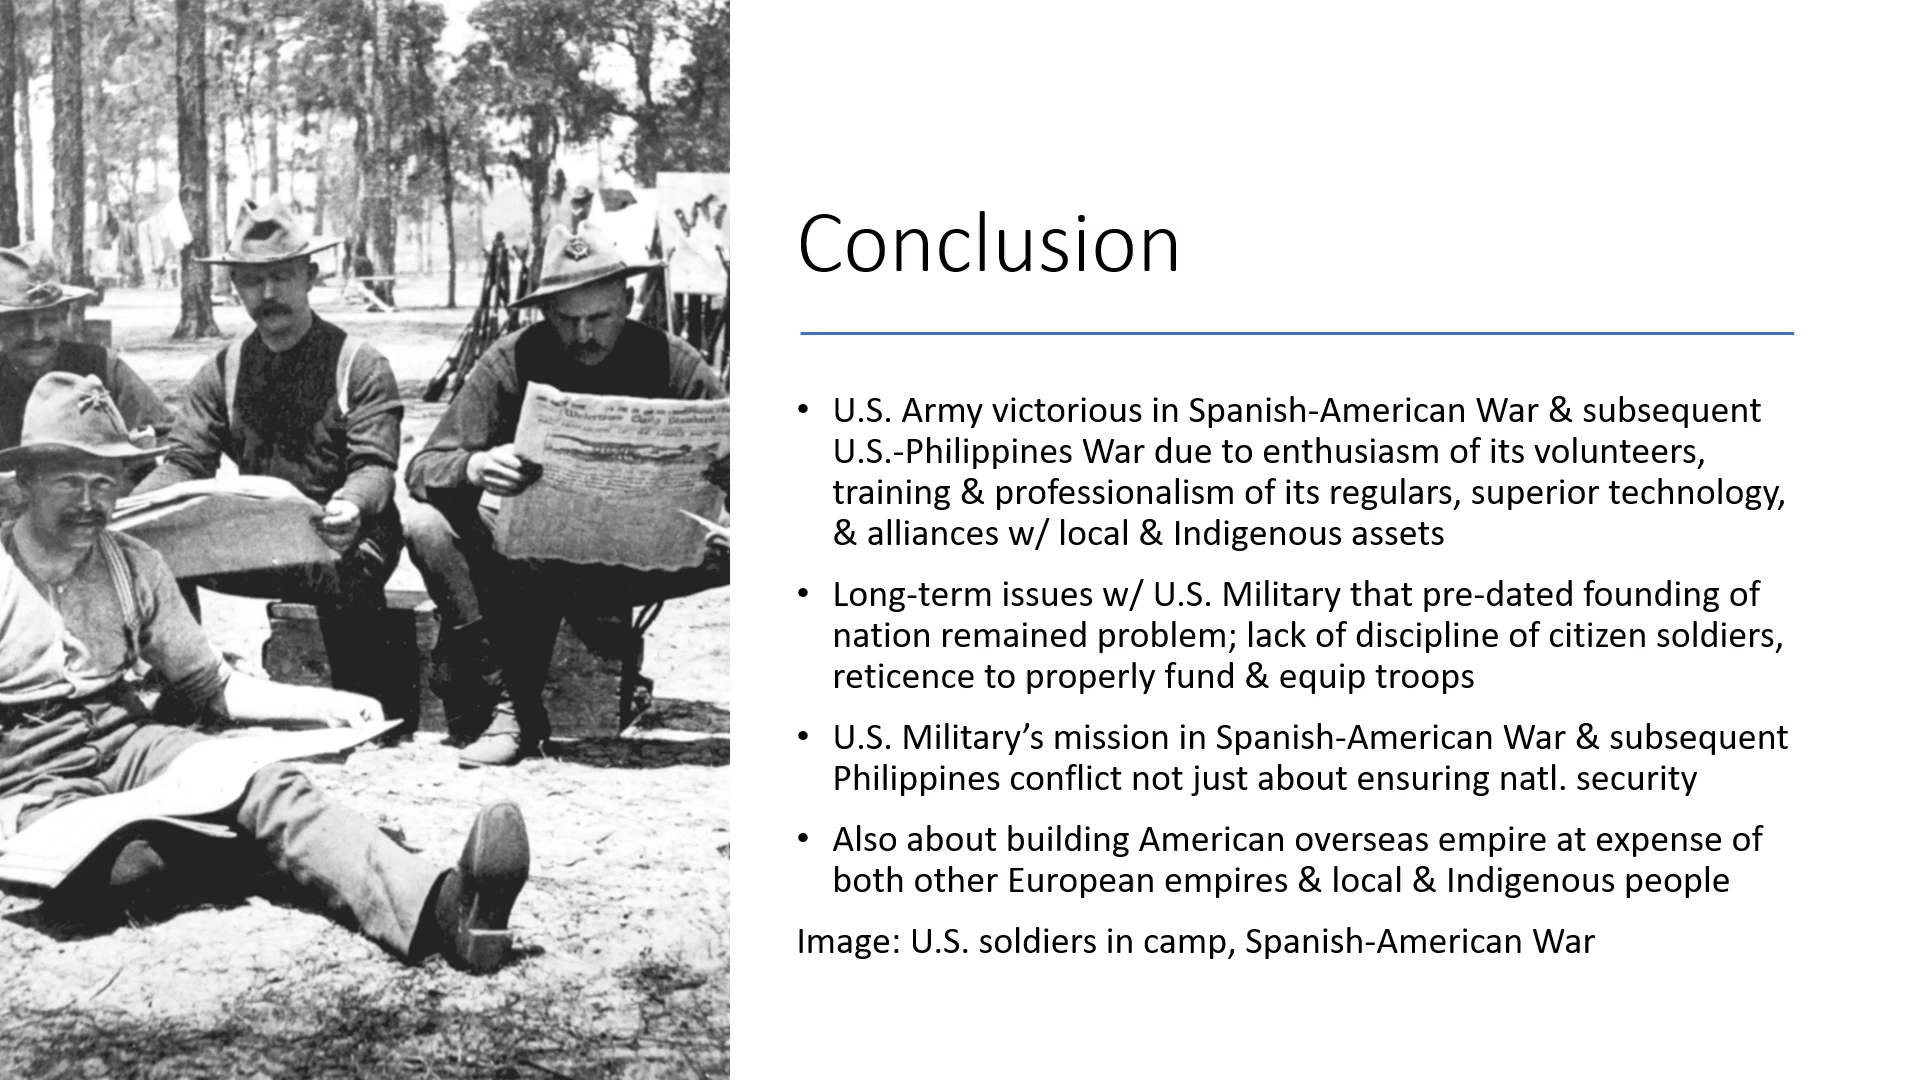 Conclusion
• U.S. Army victorious in Spanish-American War & subsequent
U.S.-Philippines War due to enthusiasm of its volunteers,
training & professionalism of its regulars, superior technology,
& alliances w/ local & Indigenous assets
• Long-term issues w/ U.S. Military that pre-dated founding of
nation remained problem; lack of discipline of citizen soldiers,
reticence to properly fund & equip troops
• U.S. Military’s mission in Spanish-American War & subsequent
Philippines conflict not just about ensuring natl. security
• Also about building American overseas empire at expense of
both other European empires & local & Indigenous people
Image: U.S. soldiers in camp, Spanish-American War